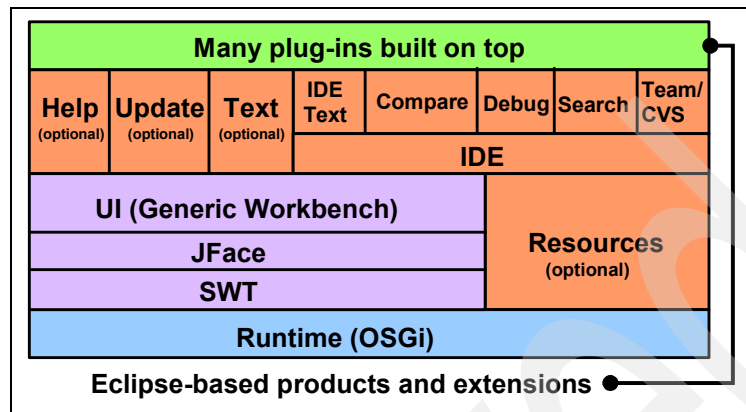 Many plug-ins built on top
Help
(optional)
Update
(optional)
Text
(optional)
IDE
Text
Compare
Debug
Search
Team/
CVS
IDE
UI (Generic Workbench)
JFace
SWT
Resources
(optional)
Runtime (OSGi)
Eclipse-based products and extensions